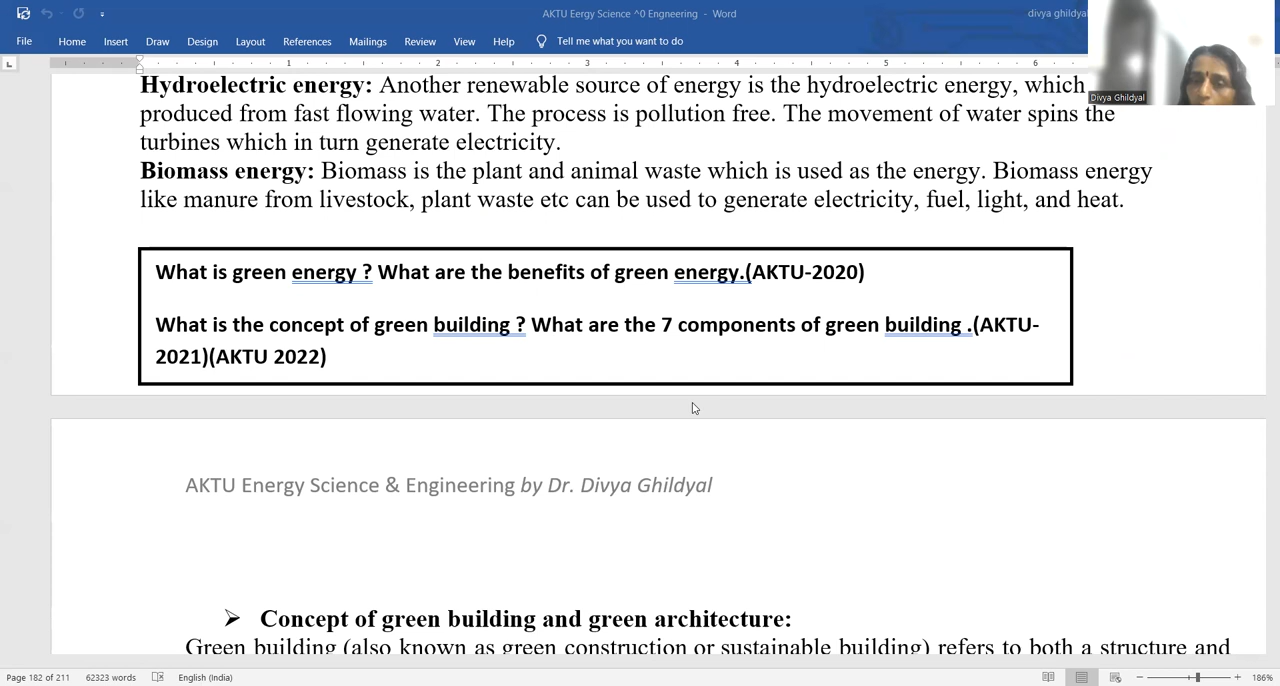 AKTU Eergy Science ^0 Engneering - Word
divya ghildyal
File Home Insert Draw Design Layout References Mailings Review View Help Tell me what you want to do
1 2 3 4 5 6
Divya Ghildyal
Hydroelectric energy: Another renewable source of energy is the hydroelectric energy, which
produced from fast flowing water. The process is pollution free. The movement of water spins the
turbines which in turn generate electricity.
Biomass energy: Biomass is the plant and animal waste which is used as the energy. Biomass energy
like manure from livestock, plant waste etc can be used to generate electricity, fuel, light, and heat.
What is green energy ? What are the benefits of green energy.(AKTU-2020)
What is the concept of green building ? What are the 7 components of green building .(AKTU-
2021)(AKTU 2022)
AKTU Energy Science & Engineering by Dr. Divya Ghildyal
➢ Concept of green building and green architecture:
Green building (also known as green construction or sustainable building) refers to both a structure and
Page 182 of 211 62323 words English (India) 186%